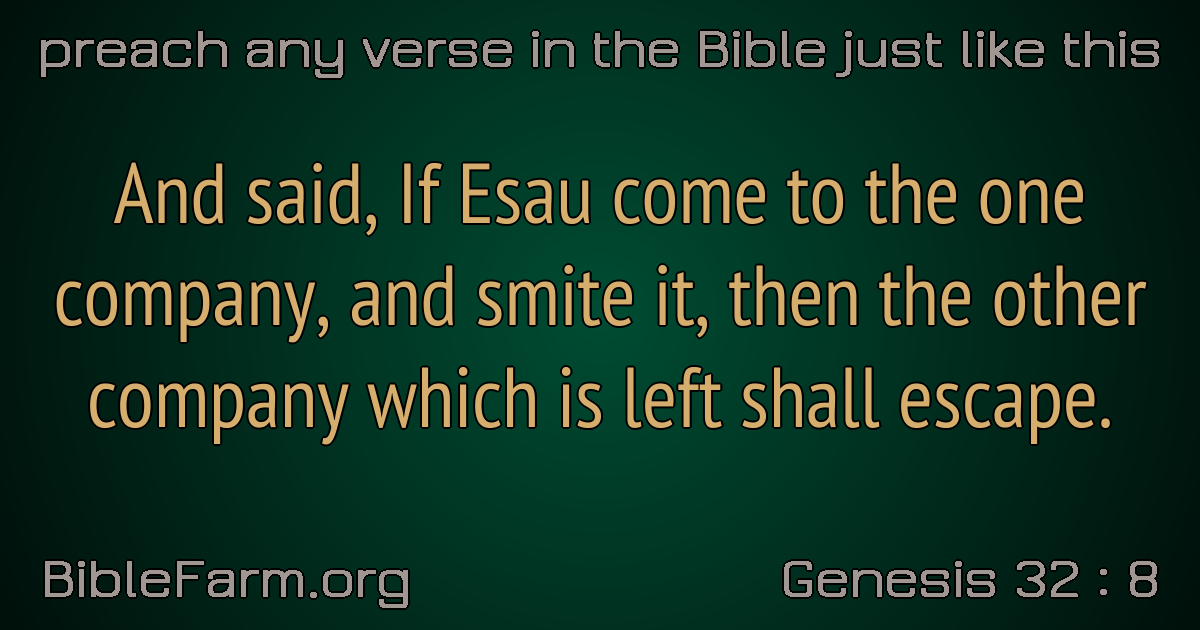 preach any verse in the Bible just like this
And said, If Esau come to the one
company, and smite it, then the other
company which is left shall escape.
BibleFarm.org
Genesis 32 : 8